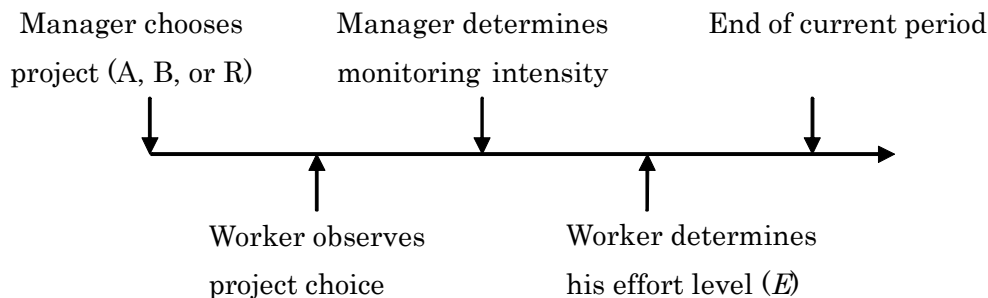 Manager chooses
project (A, B, or R)
Manager determines
monitoring intensity
End of current period
Worker observes
project choice
Worker determines
his effort level (E)